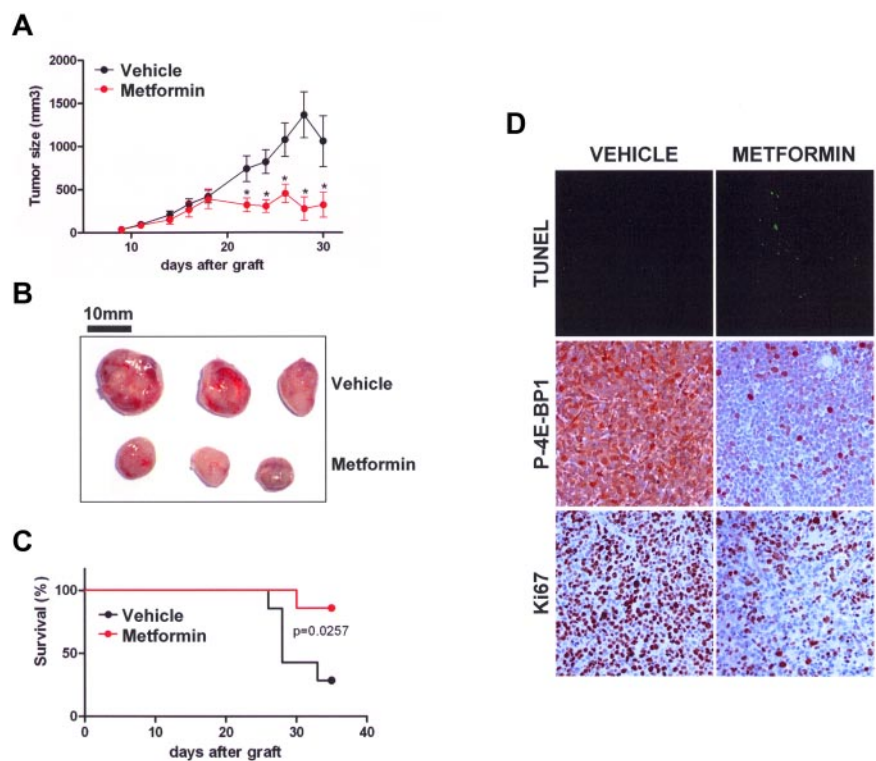 A
2000
1500
1000
500
0
Tumor size (mm3)
Vehicle
Metformin
* * * * *
10 20 30
days after graft
B
10mm
Vehicle
Metformin
C
100
50
0
Survival (%)
Vehicle
Metformin
p=0.0257
0 10 20 30 40
days after graft
D
VEHICLE METFORMIN
TUNEL
P-4E-BP1
Ki67